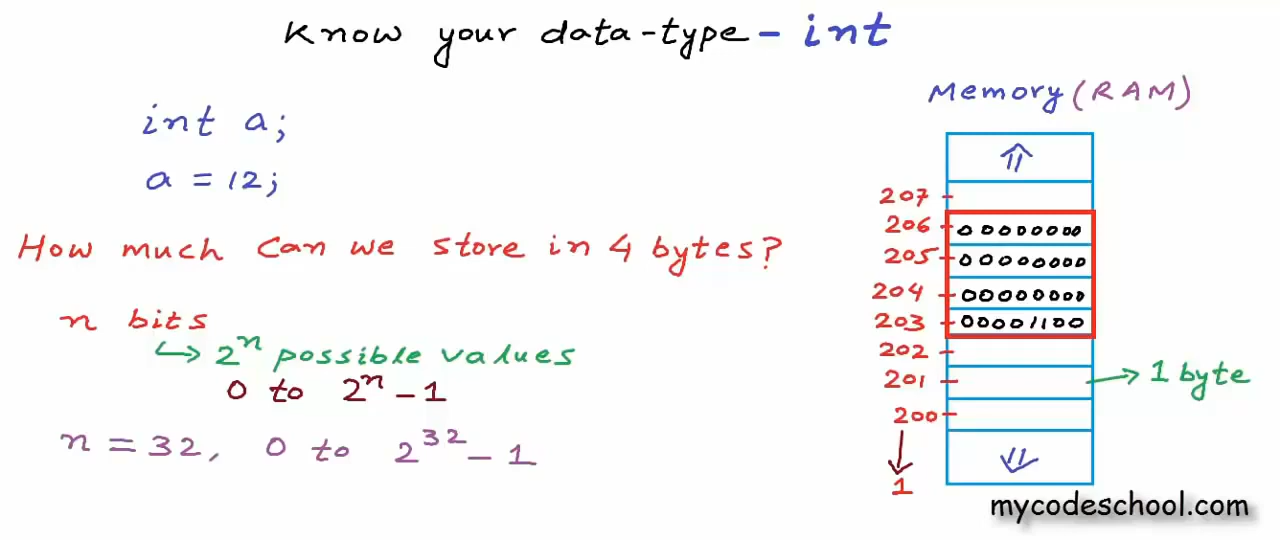 Know your data-type - int
Memory (RAM)
int a;
a = 12;
How much can we store in 4 bytes?
n bits
2^n possible values
0 to 2^n - 1
n = 32, 0 to 2^32 - 1
207
206 00000000
205 00000000
204 00000000
203 00001100
202
201 1 byte
200
1
mycodeschool.com